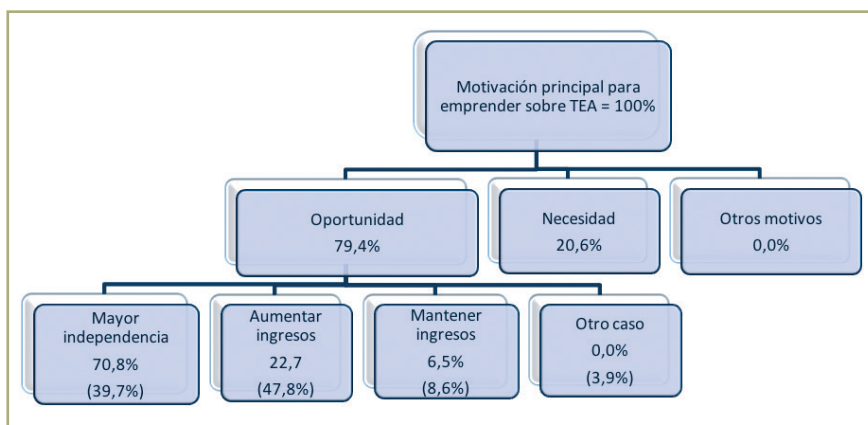 Motivación principal para
emprender sobre TEA = 100%
Oportunidad
79,4%
Necesidad
20,6%
Otros motivos
0,0%
Mayor
independencia
70,8%
(39,7%)
Aumentar
ingresos
22,7
(47,8%)
Mantener
ingresos
6,5%
(8,6%)
Otro caso
0,0%
(3,9%)